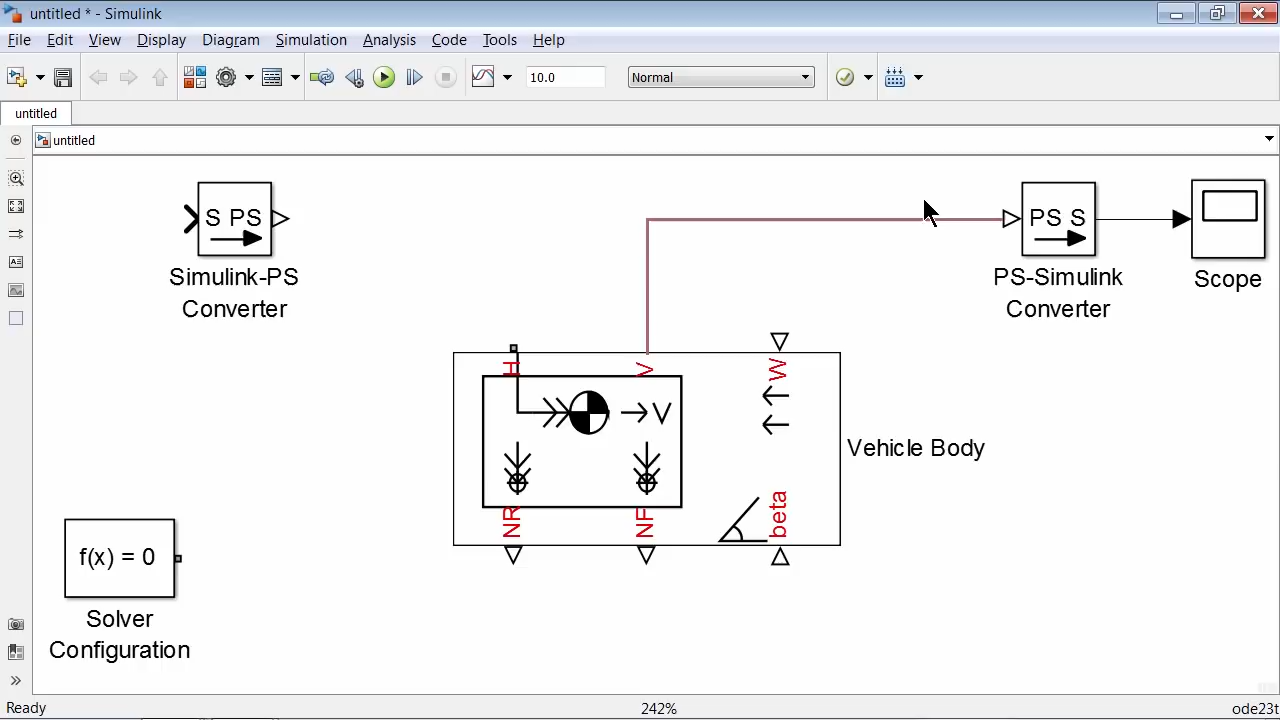 untitled * - Simulink
File Edit View Display Diagram Simulation Analysis Code Tools Help
10.0 Normal
untitled
untitled
S PS
PS S
Simulink-PS
Converter
PS-Simulink
Converter
Scope
H V W
V
Vehicle Body
NR NF beta
f(x) = 0
Solver
Configuration
Ready 242% ode23t